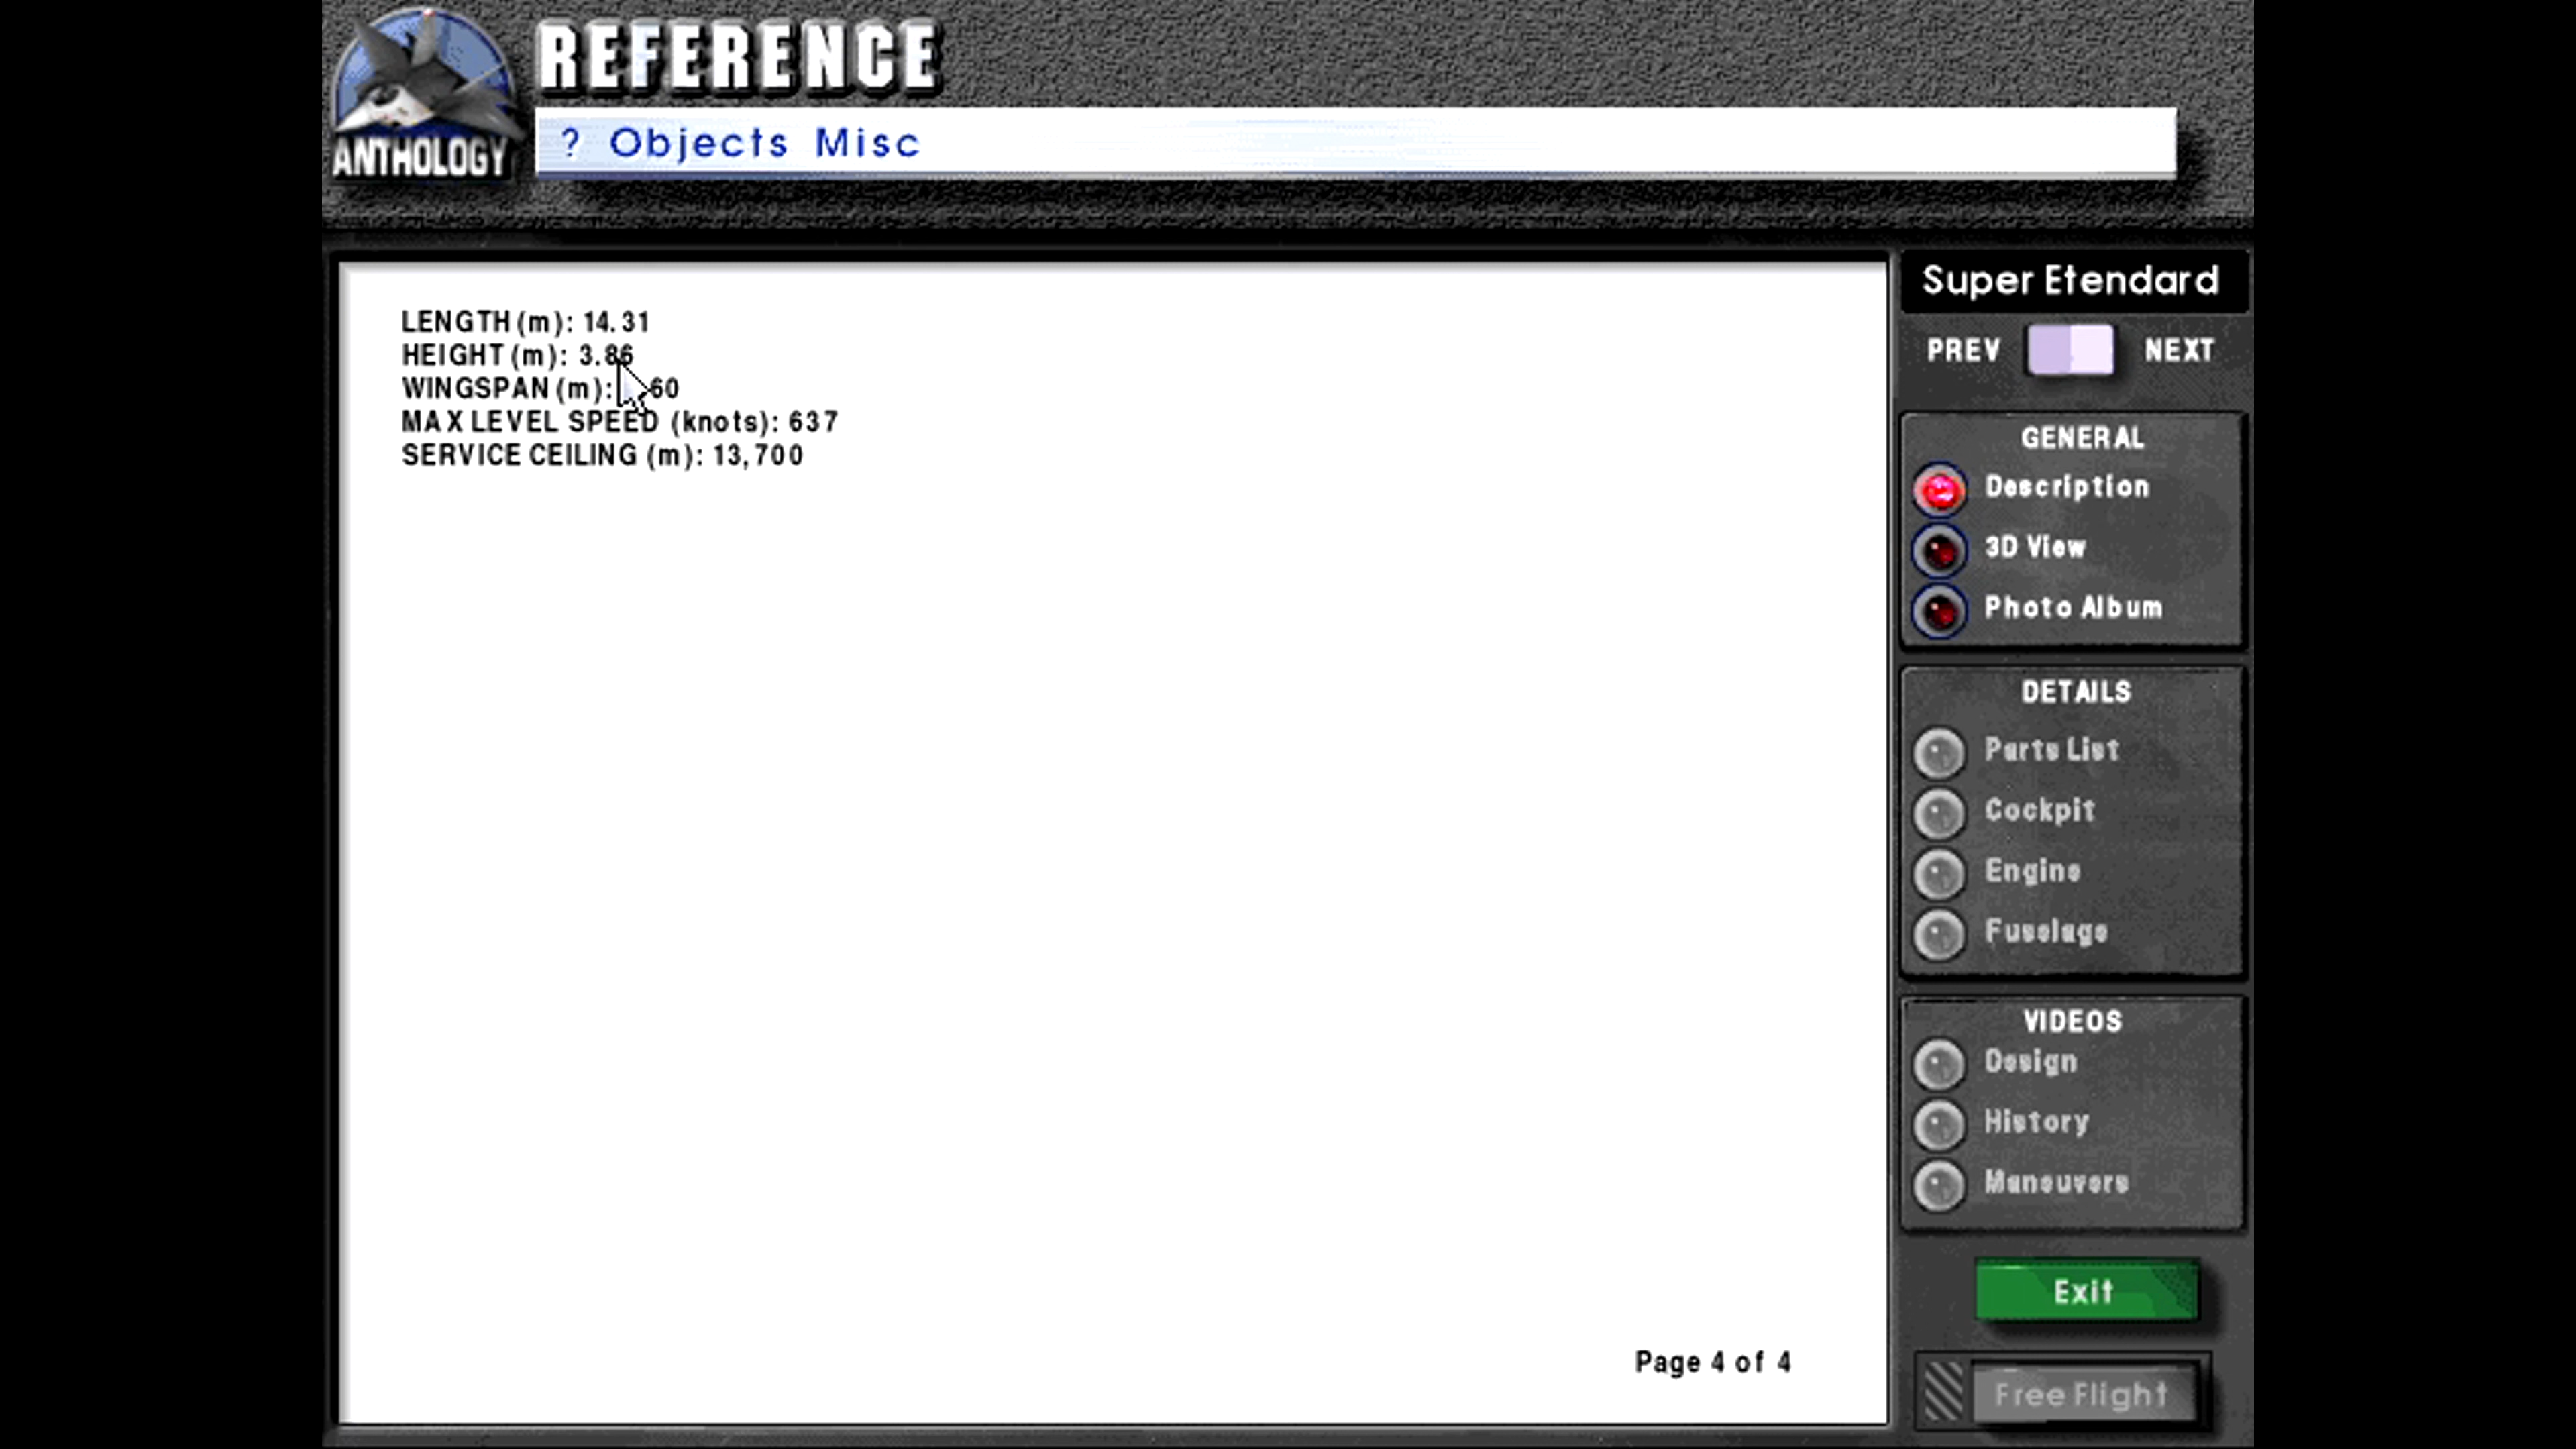 REFERENCE
ANTHOLOGY
? Objects Misc
LENGTH (m): 14.31
HEIGHT (m): 3.86
WINGSPAN (m): 60
MAX LEVEL SPEED (knots): 637
SERVICE CEILING (m): 13,700
Page 4 of 4
Super Etendard
PREV NEXT
GENERAL
Description
3D View
Photo Album
DETAILS
Parts List
Cockpit
Engine
Fuselage
VIDEOS
Design
History
Maneuvers
Exit
Free Flight